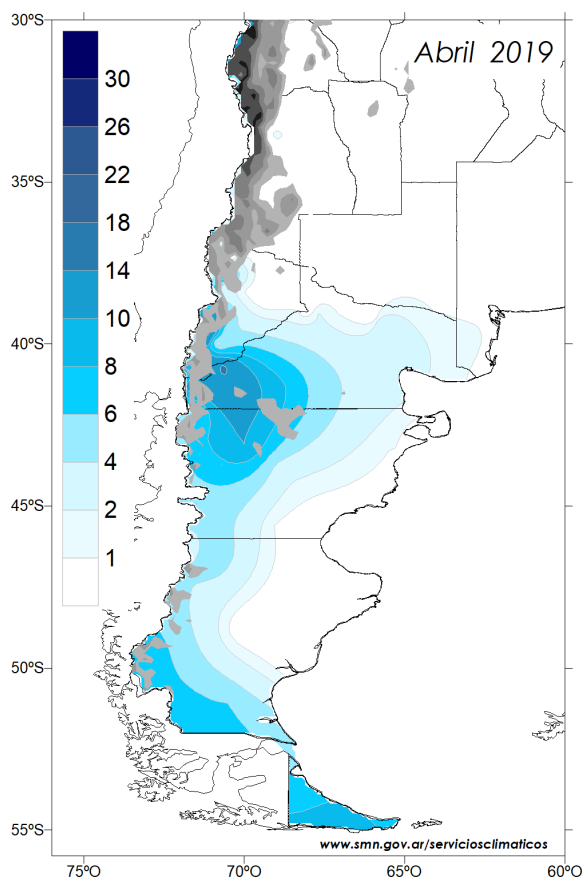 30ºS
Abril 2019
30
26
22
35ºS
18
14
10
40ºS
8
6
4
45ºS
2
1
50ºS
55ºS
www.smn.gov.ar/serviciosclimaticos
75ºO
70ºO
65ºO
60ºO